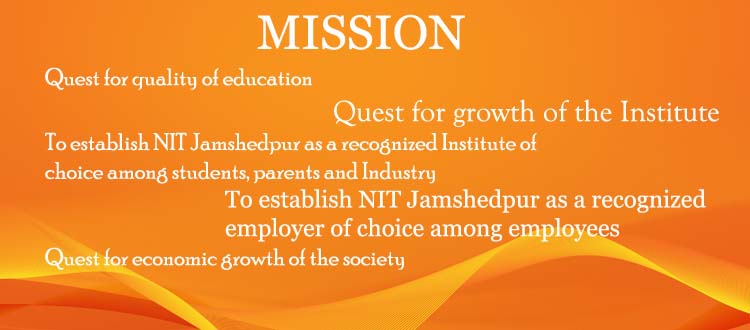 MISSION
Quest for quality of education
Quest for growth of the Institute
To establish NIT Jamshedpur as a recognized Institute of
choice among students, parents and Industry
To establish NIT Jamshedpur as a recognized
employer of choice among employees
Quest for economic growth of the society